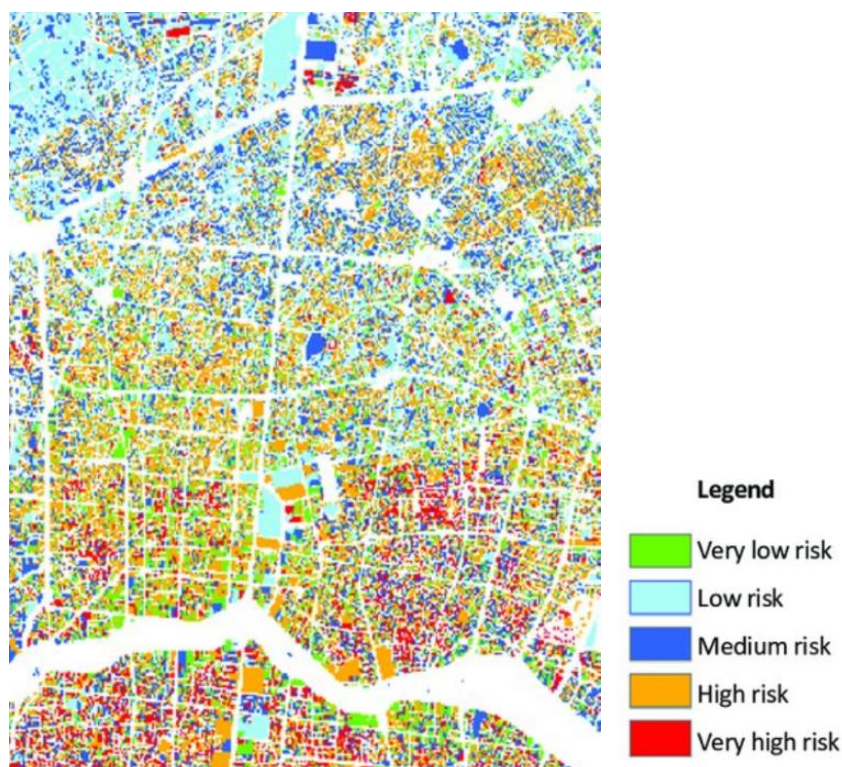 Legend
Very low risk
Low risk
Medium risk
High risk
Very high risk